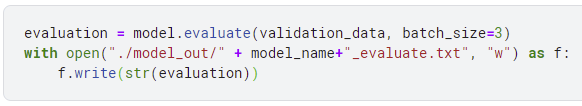 evaluation = model.evaluate(validation_data, batch_size=3)
with open("./model_out/" + model_name+"_evaluate.txt", "w") as f:
    f.write(str(evaluation))